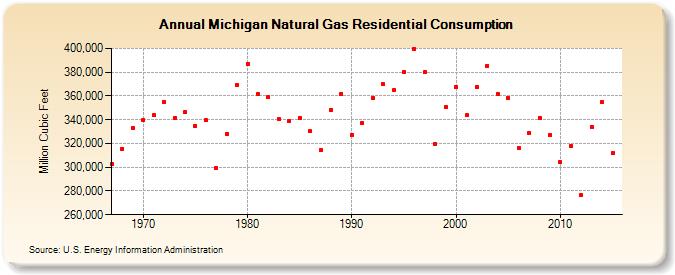 Annual Michigan Natural Gas Residential Consumption
Million Cubic Feet
400,000
380,000
360,000
340,000
320,000
300,000
280,000
260,000
1970 1980 1990 2000 2010
Source: U.S. Energy Information Administration